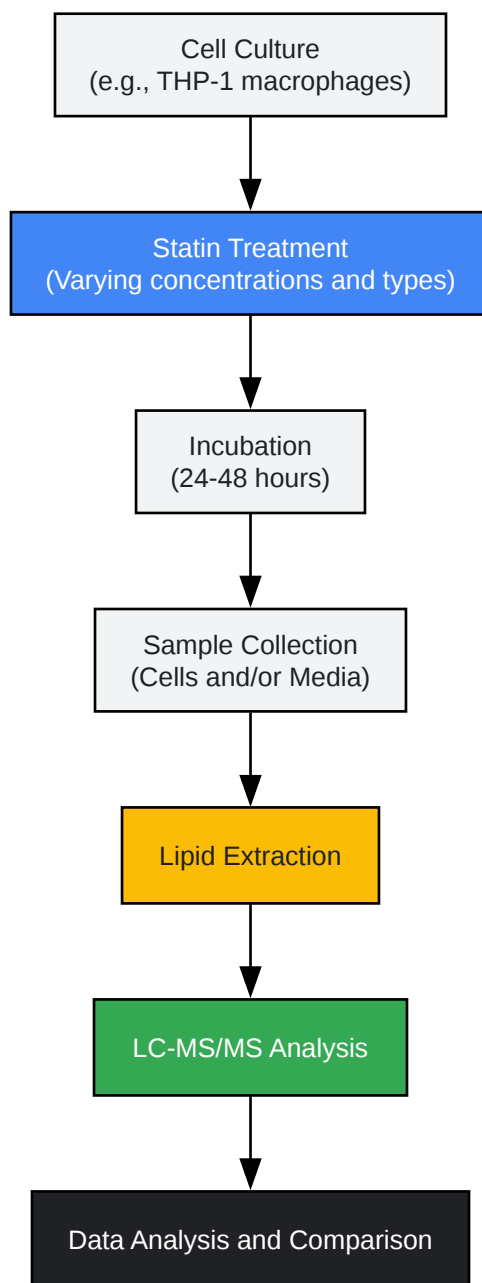 Cell Culture
(e.g., THP-1 macrophages)
Statin Treatment
(Varying concentrations and types)
Incubation
(24-48 hours)
Sample Collection
(Cells and/or Media)
Lipid Extraction
LC-MS/MS Analysis
Data Analysis and Comparison